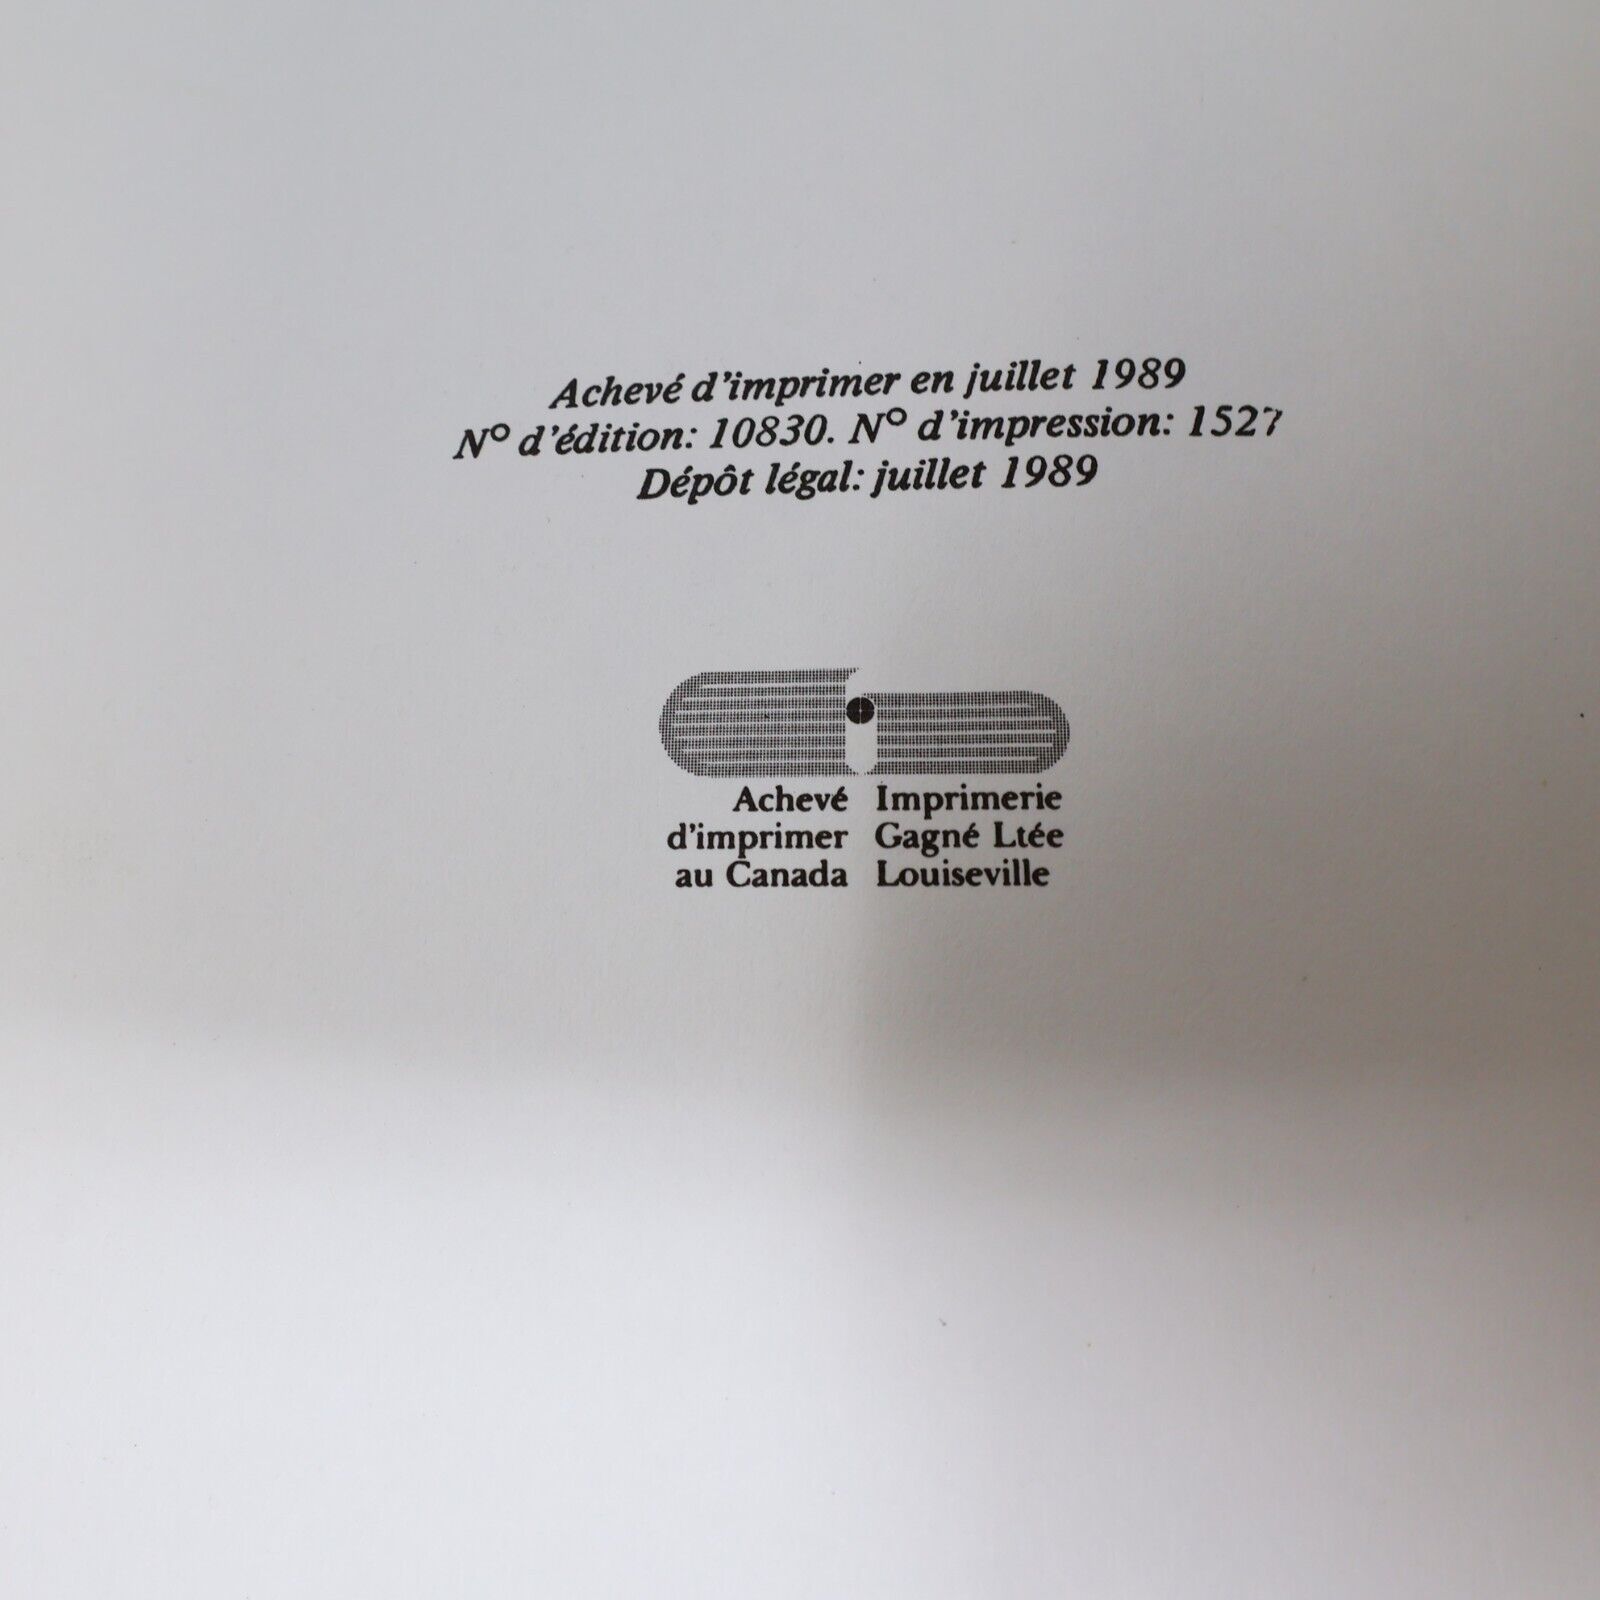 Achevé d'imprimer en juillet 1989
N° d'édition: 10830. N° d'impression: 1527
Dépôt légal: juillet 1989
Achevé Imprimerie
d'imprimer Gagné Ltée
au Canada Louiseville